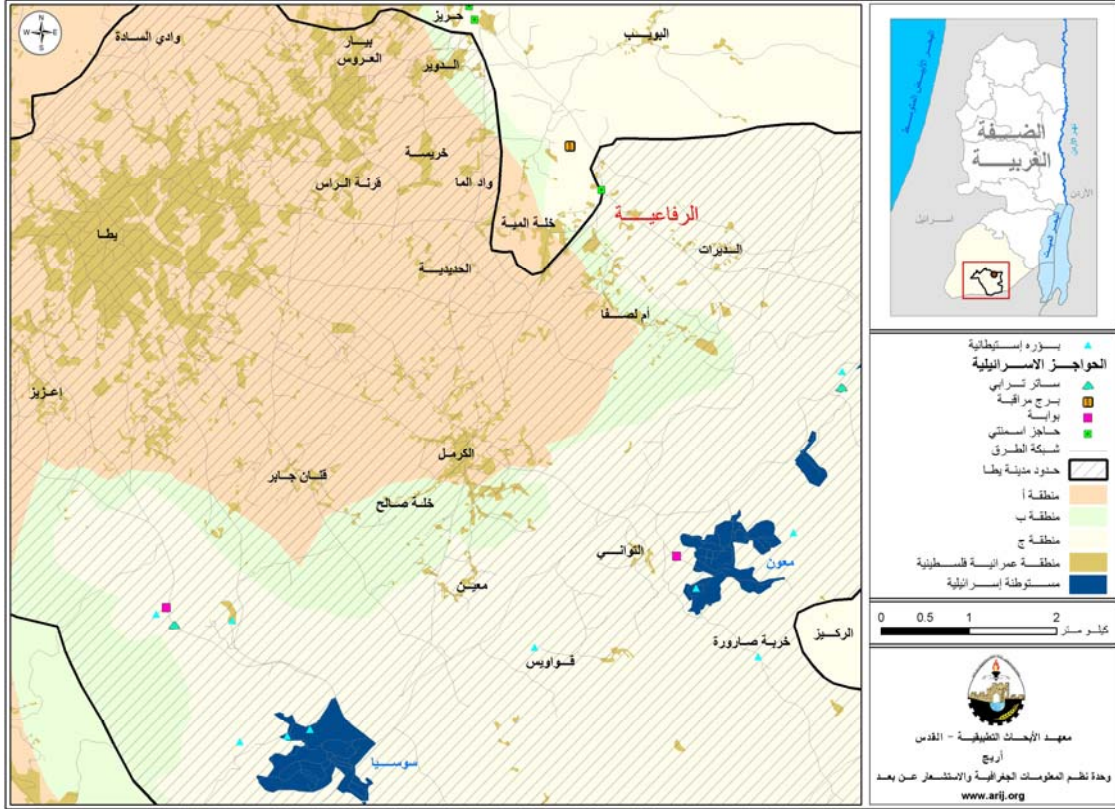 N
W E
S
وادي السادة
بيار
العروس
حريز
الدوير
البويب
خريسة
قرنة الراس
واد الما
خلة المية
الرفاعية
الديرات
يطا
الحديدية
أم لصفا
إعزيز
الكرمل
قنان جابر
خلة صالح
التواني
معون
معين
الركيز
خربة صارورة
قواويس
سوسيا
البحر الأبيض المتوسط
الضفة
الغربية
نهر الأردن
الأردن
اسرائيل
البحر الميت
بؤره إستيطانية
الحواجز الاسرائيلية
ساتر ترابي
برج مراقبة
بوابة
حاجز اسمنتي
شبكة الطرق
حدود مدينة يطا
منطقة أ
منطقة ب
منطقة ج
منطقة عمرانية فلسطينية
مستوطنة إسرائيلية
0 0.5 1 2
كيلو متر
معهد الأبحاث التطبيقية - القدس
أريج
وحدة نظم المعلومات الجغرافية والاستشعار عن بعد
www.arij.org